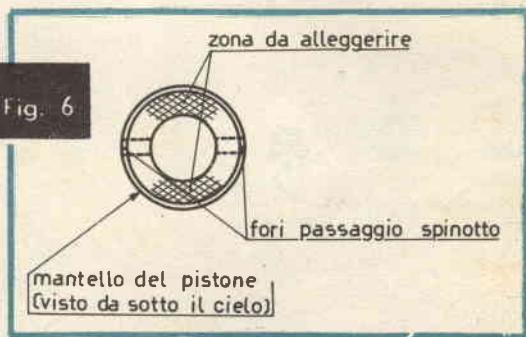 zona da alleggerire
Fig. 6
fori passaggio spinotto
mantello del pistone
(visto da sotto il cielo)